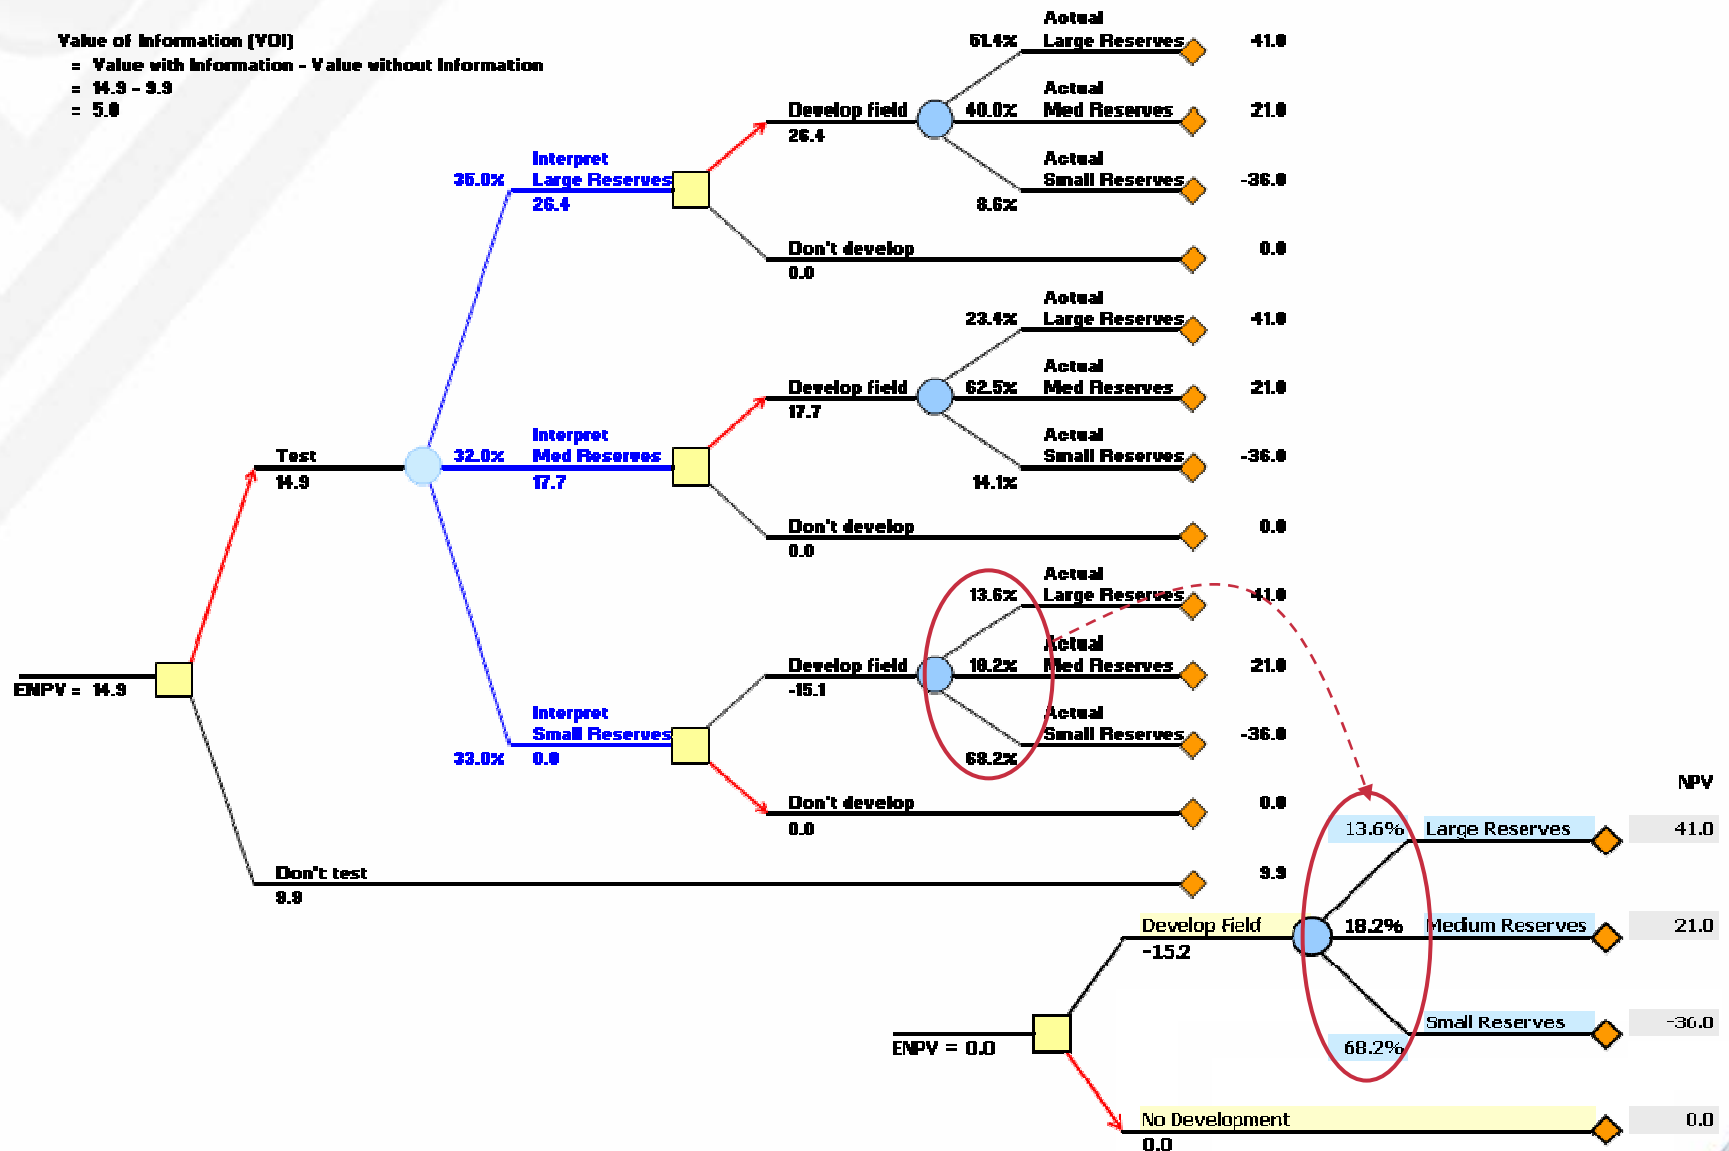 Value of Information (VOI)
= Value with Information - Value without Information
= 14.9 - 9.9
= 5.0
Actual
51.4% Large Reserves 41.0
Actual
Develop field 40.0% Med Reserves 21.0
26.4
Actual
Interpret
35.0% Large Reserves Small Reserves -36.0
26.4 8.6%
Don't develop 0.0
0.0
Actual
23.4% Large Reserves 41.0
Actual
Develop field 62.5% Med Reserves 21.0
17.7
Actual
Interpret
Test 32.0% Med Reserves Small Reserves -36.0
14.9 17.7 14.1%
Don't develop 0.0
0.0
Actual
13.6% Large Reserves 41.0
Actual
Develop field 18.2% Med Reserves 21.0
ENPV = 14.9 -15.1
Interpret Actual
Small Reserves Small Reserves -36.0
33.0% 0.0 68.2%
Don't develop 0.0
0.0
Don't test 9.9
9.9
NPV
13.6% Large Reserves 41.0
Develop Field 18.2% Medium Reserves 21.0
-15.2
Small Reserves -36.0
ENPV = 0.0 68.2%
No Development 0.0
0.0